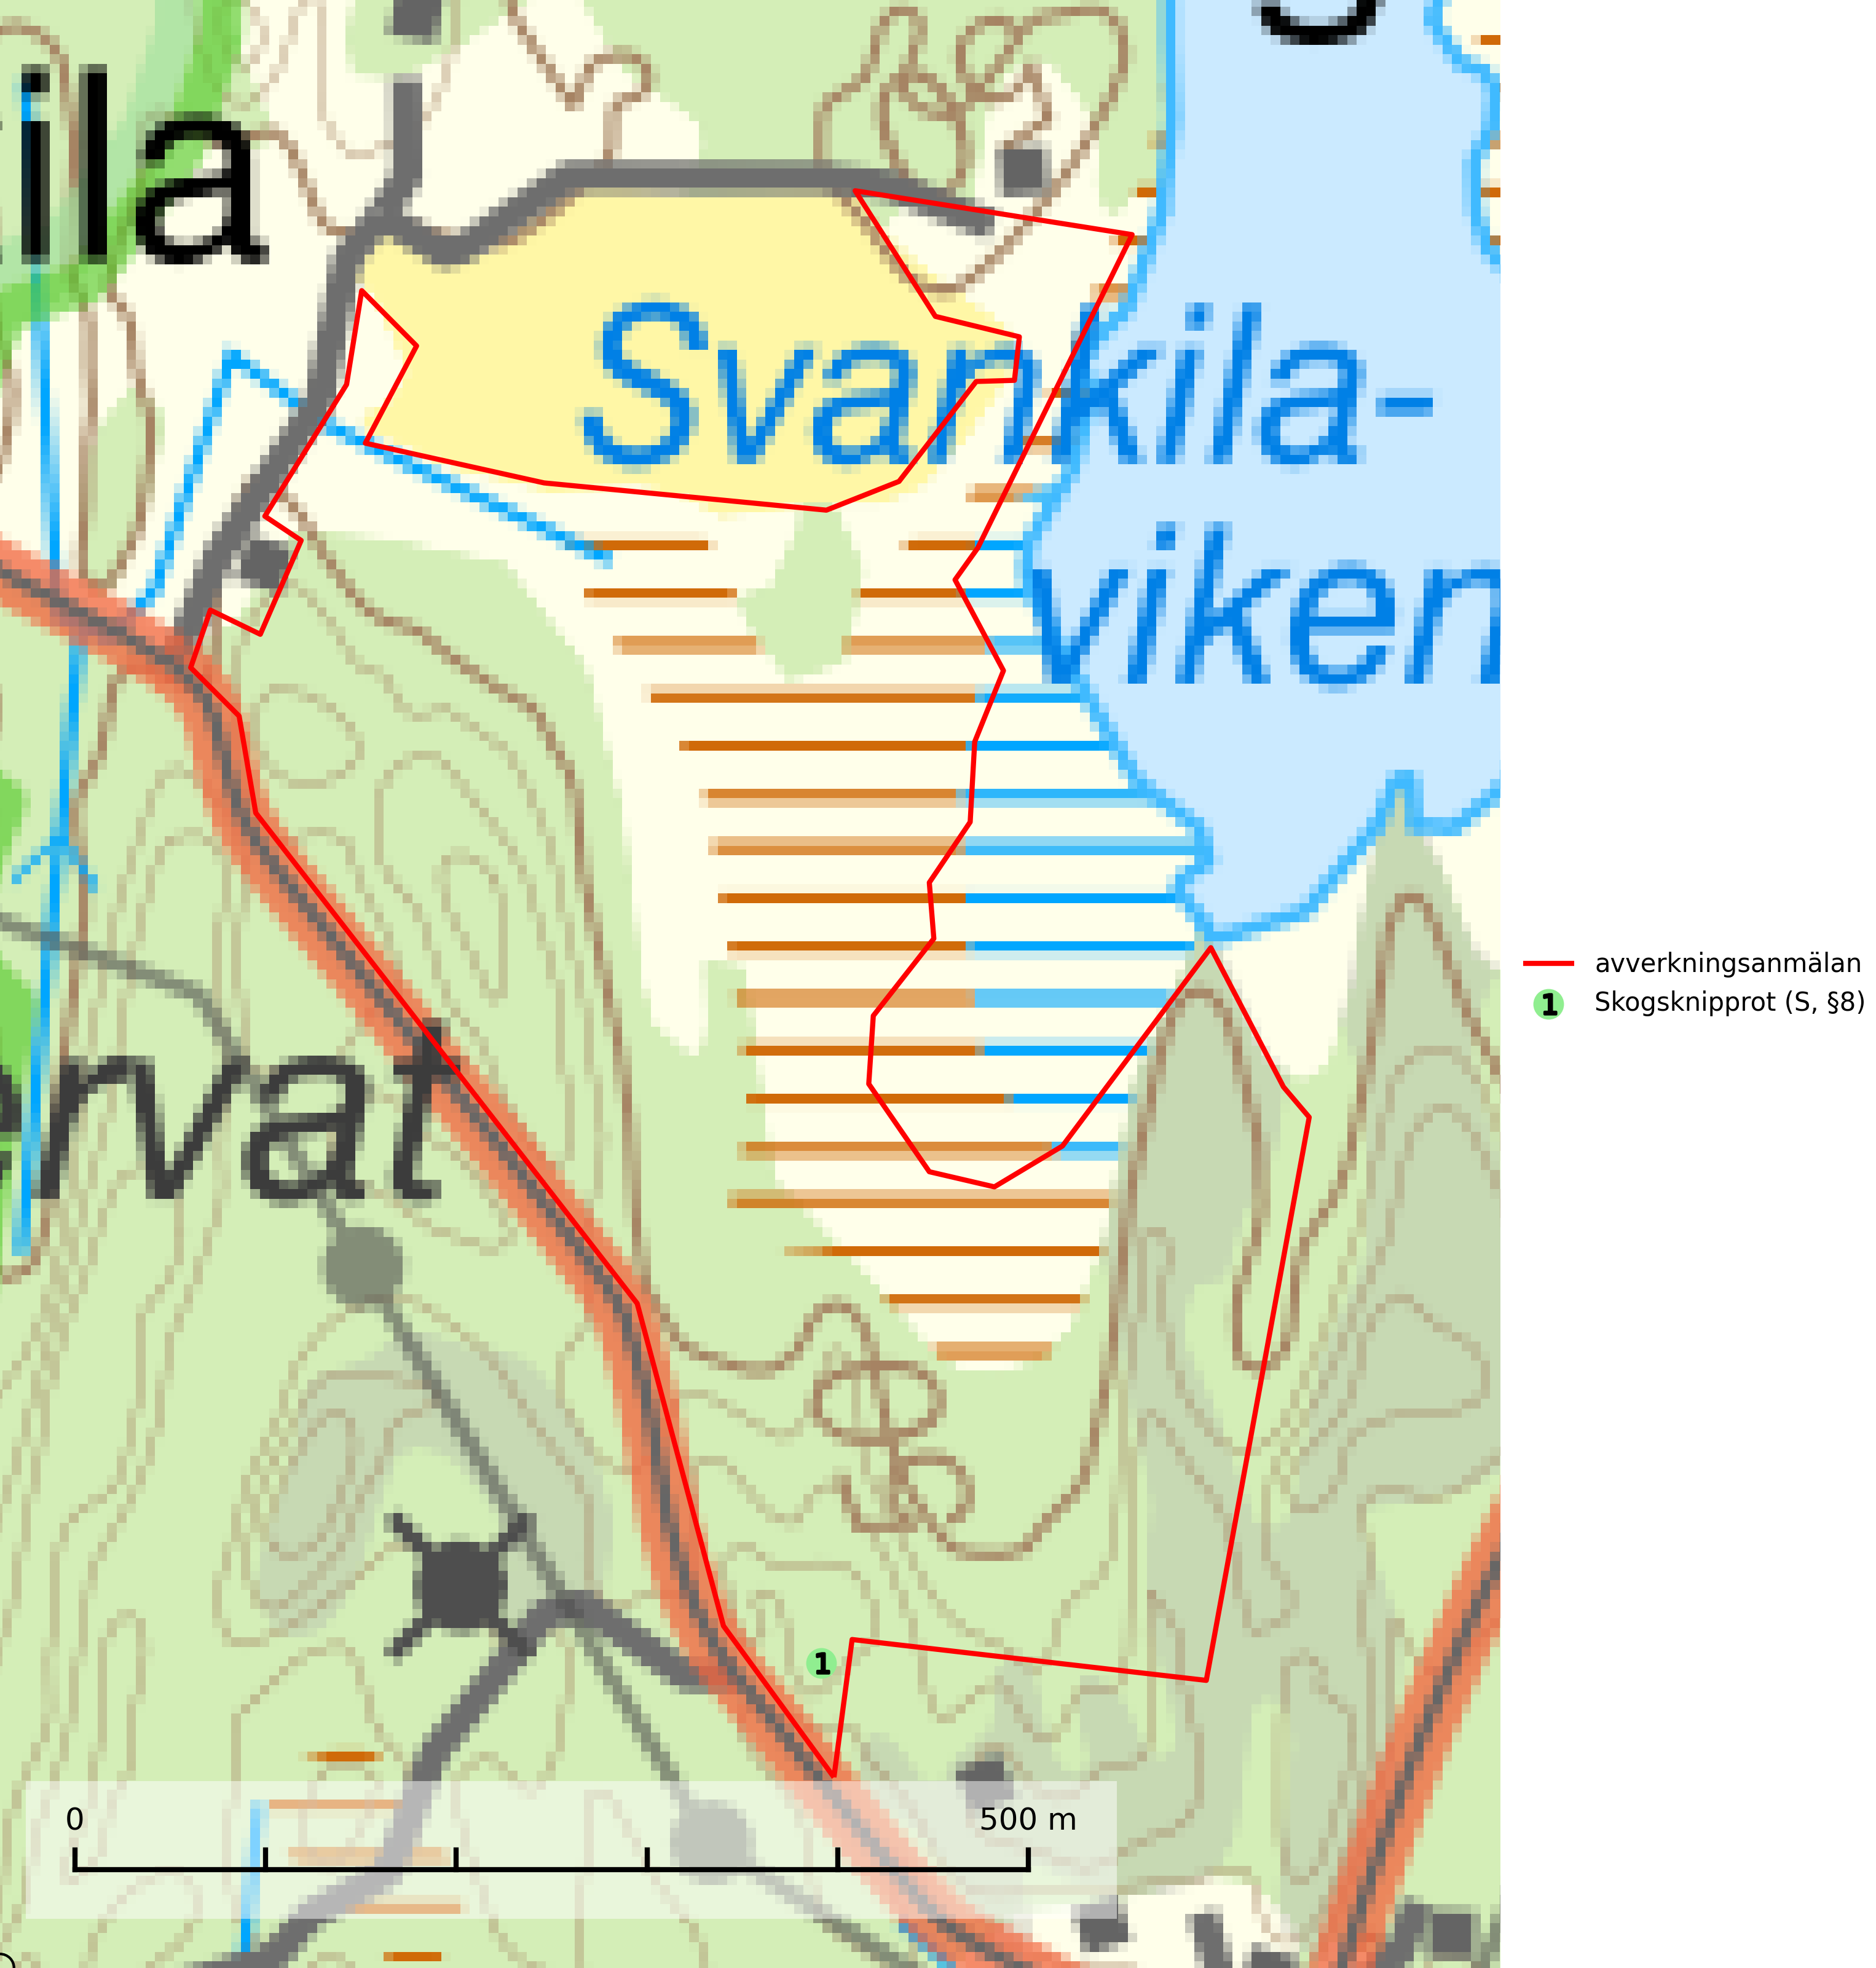 ila
Svankila-
viken
rvat
avverkningsanmälan
1 Skogsknipprot (S, §8)
1
0 500 m